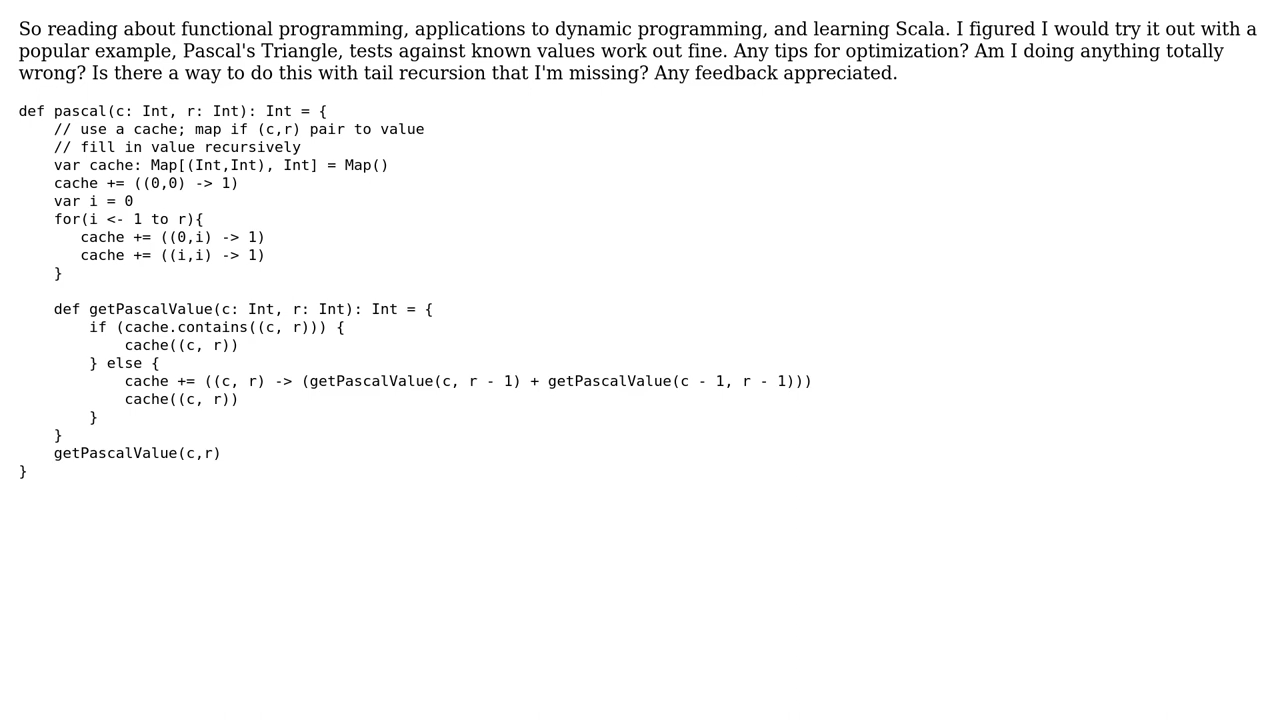 So reading about functional programming, applications to dynamic programming, and learning Scala. I figured I would try it out with a
popular example, Pascal's Triangle, tests against known values work out fine. Any tips for optimization? Am I doing anything totally
wrong? Is there a way to do this with tail recursion that I'm missing? Any feedback appreciated.
def pascal(c: Int, r: Int): Int = {
    // use a cache; map if (c,r) pair to value
    // fill in value recursively
    var cache: Map[(Int,Int), Int] = Map()
    cache += ((0,0) -> 1)
    var i = 0
    for(i <- 1 to r){
       cache += ((0,i) -> 1)
       cache += ((i,i) -> 1)
    }
    def getPascalValue(c: Int, r: Int): Int = {
        if (cache.contains((c, r))) {
            cache((c, r))
        } else {
            cache += ((c, r) -> (getPascalValue(c, r - 1) + getPascalValue(c - 1, r - 1)))
            cache((c, r))
        }
    }
    getPascalValue(c,r)
}